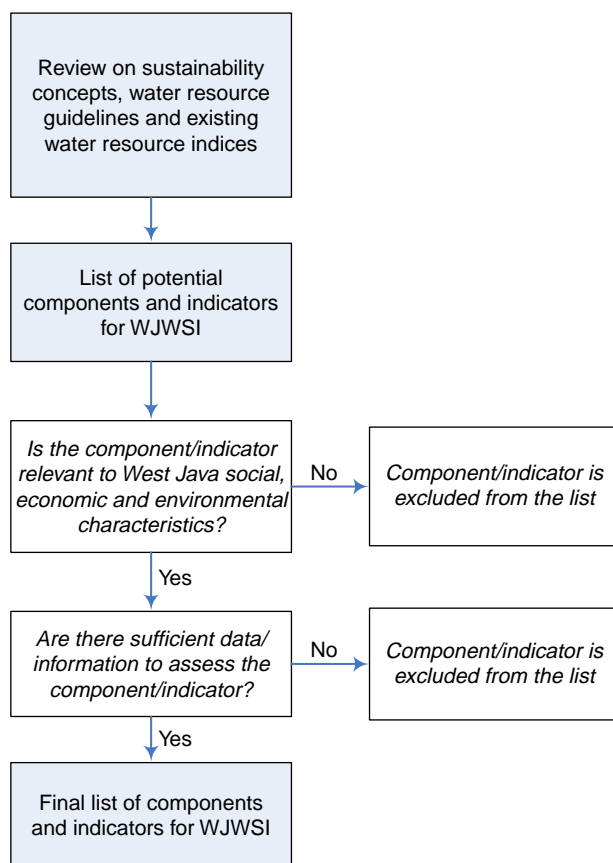 Review on sustainability
concepts, water resource
guidelines and existing
water resource indices
List of potential
components and indicators
for WJWSI
Is the component/indicator
relevant to West Java social,
economic and environmental
characteristics?
No
Component/indicator is
excluded from the list
Yes
Are there sufficient data/
information to assess the
component/indicator?
No
Component/indicator is
excluded from the list
Yes
Final list of components
and indicators for WJWSI